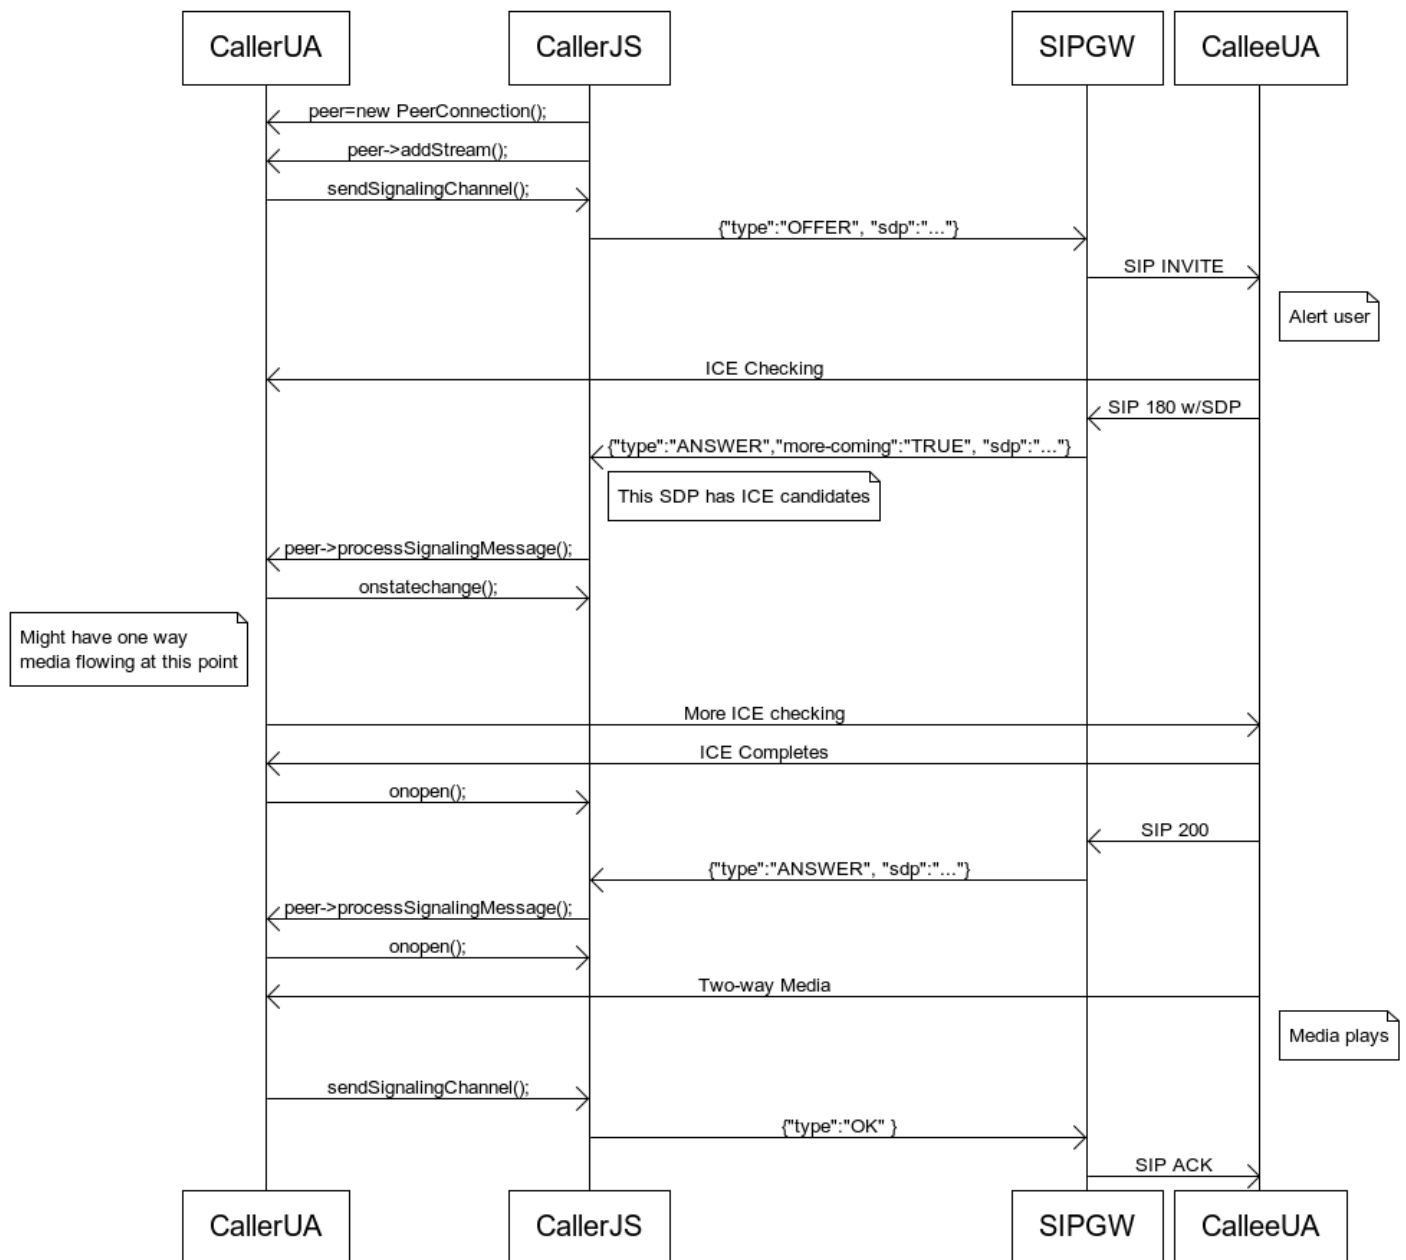 CallerUA
CallerJS
SIPGW
CalleeUA
peer=new PeerConnection();
peer->addStream();
sendSignalingChannel();
{"type":"OFFER", "sdp":"..."}
SIP INVITE
Alert user
ICE Checking
SIP 180 w/SDP
{"type":"ANSWER","more-coming":"TRUE", "sdp":"..."}
This SDP has ICE candidates
peer->processSignalingMessage();
onstatechange();
Might have one way
media flowing at this point
More ICE checking
ICE Completes
onopen();
SIP 200
{"type":"ANSWER", "sdp":"..."}
peer->processSignalingMessage();
onopen();
Two-way Media
Media plays
sendSignalingChannel();
{"type":"OK" }
SIP ACK
CallerUA
CallerJS
SIPGW
CalleeUA